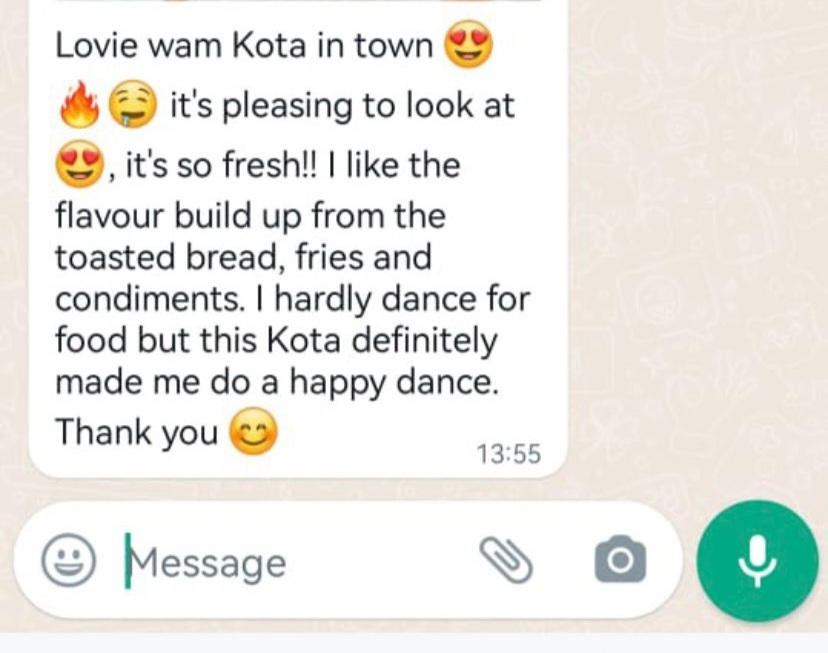 Lovie wam Kota in town 😍
🔥🤤 it's pleasing to look at
😍, it's so fresh!! I like the
flavour build up from the
toasted bread, fries and
condiments. I hardly dance for
food but this Kota definitely
made me do a happy dance.
Thank you 😊
13:55
Message